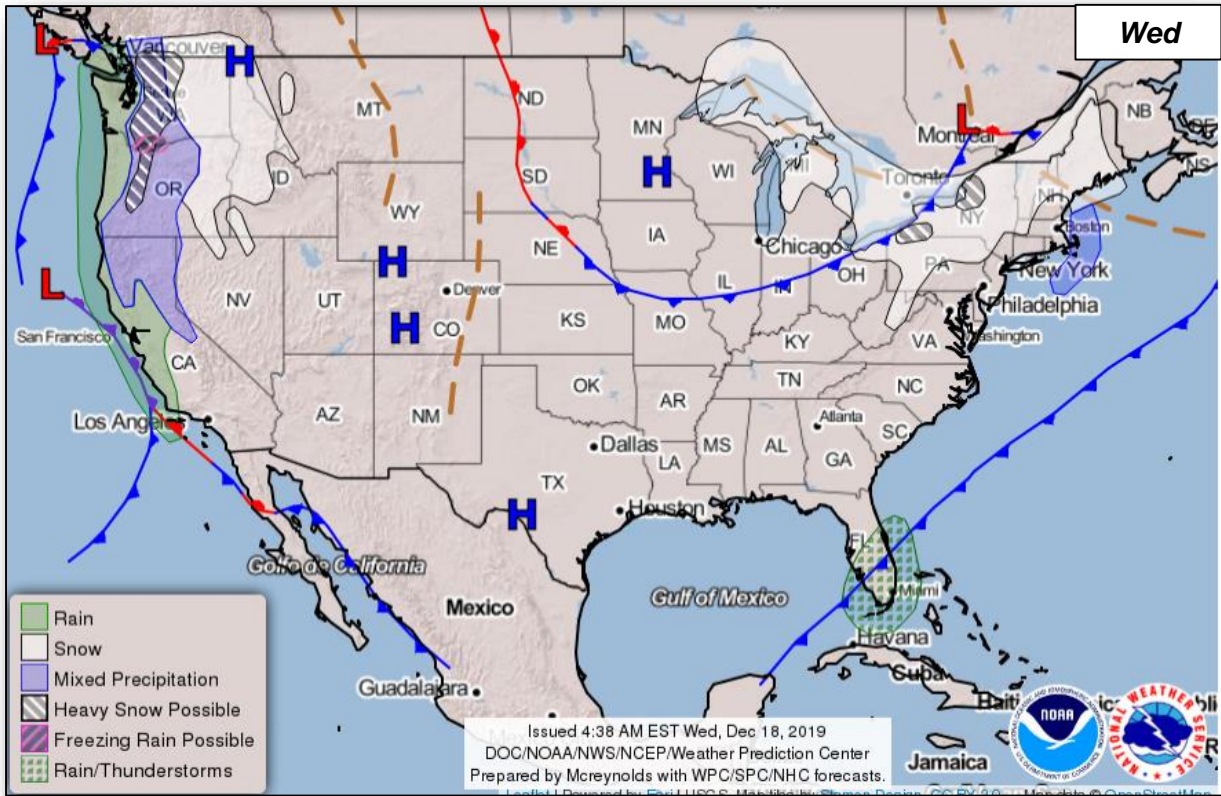 Wed
L
Vancouver
H
WA
MT
ND
MN
L
Montreal
NB
NS
OR
ID
WY
SD
H
WI
MI
Toronto
NY
NH
Boston
L
NV
UT
H
Denver
H
CO
NE
IA
Chicago
IL
IN
OH
PA
New York
Philadelphia
San Francisco
CA
KS
MO
KY
VA
Washington
Los Angeles
AZ
NM
OK
AR
TN
NC
Atlanta
SC
Dallas
MS
AL
GA
LA
TX
H
Houston
FL
Miami
Golfo de California
Mexico
Gulf of Mexico
Havana
Cuba
Guadalajara
Jamaica
Rain
Snow
Mixed Precipitation
Heavy Snow Possible
Freezing Rain Possible
Rain/Thunderstorms
Issued 4:38 AM EST Wed, Dec 18, 2019
DOC/NOAA/NWS/NCEP/Weather Prediction Center
Prepared by Mcreynolds with WPC/SPC/NHC forecasts.
NOAA
NATIONAL WEATHER SERVICE